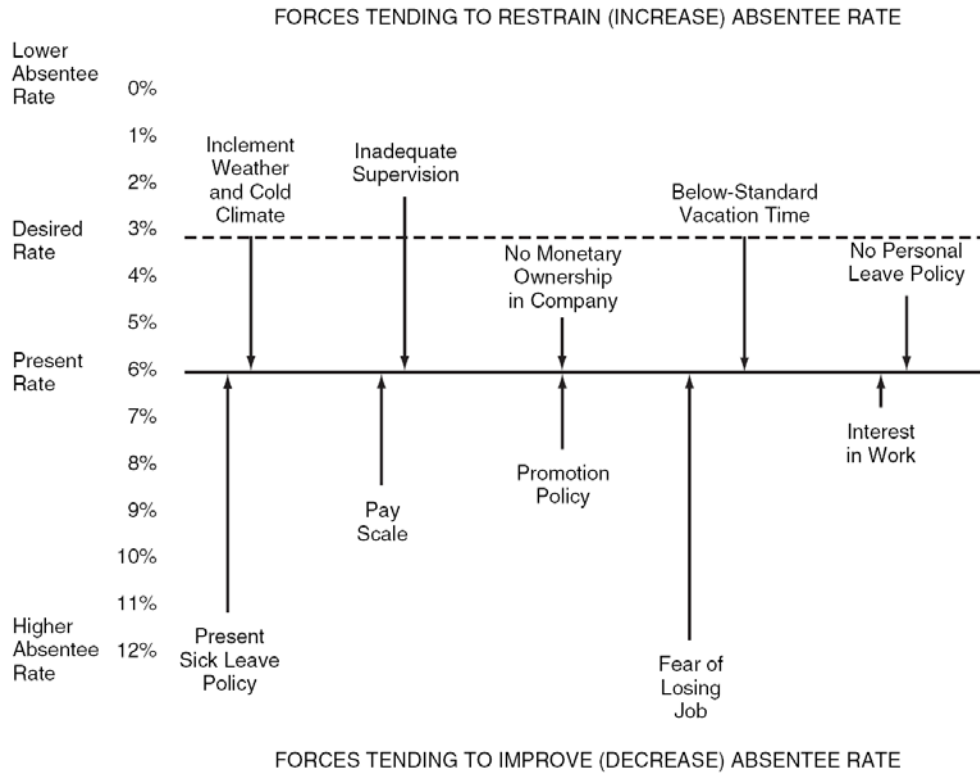 FORCES TENDING TO RESTRAIN (INCREASE) ABSENTEE RATE
Lower
Absentee
Rate
0%
1%
2%
3%
4%
5%
6%
7%
8%
9%
10%
11%
12%
Desired
Rate
Present
Rate
Higher
Absentee
Rate
Inclement
Weather
and Cold
Climate
Inadequate
Supervision
No Monetary
Ownership
in Company
Below-Standard
Vacation Time
No Personal
Leave Policy
Present
Sick Leave
Policy
Pay
Scale
Promotion
Policy
Fear of
Losing
Job
Interest
in Work
FORCES TENDING TO IMPROVE (DECREASE) ABSENTEE RATE